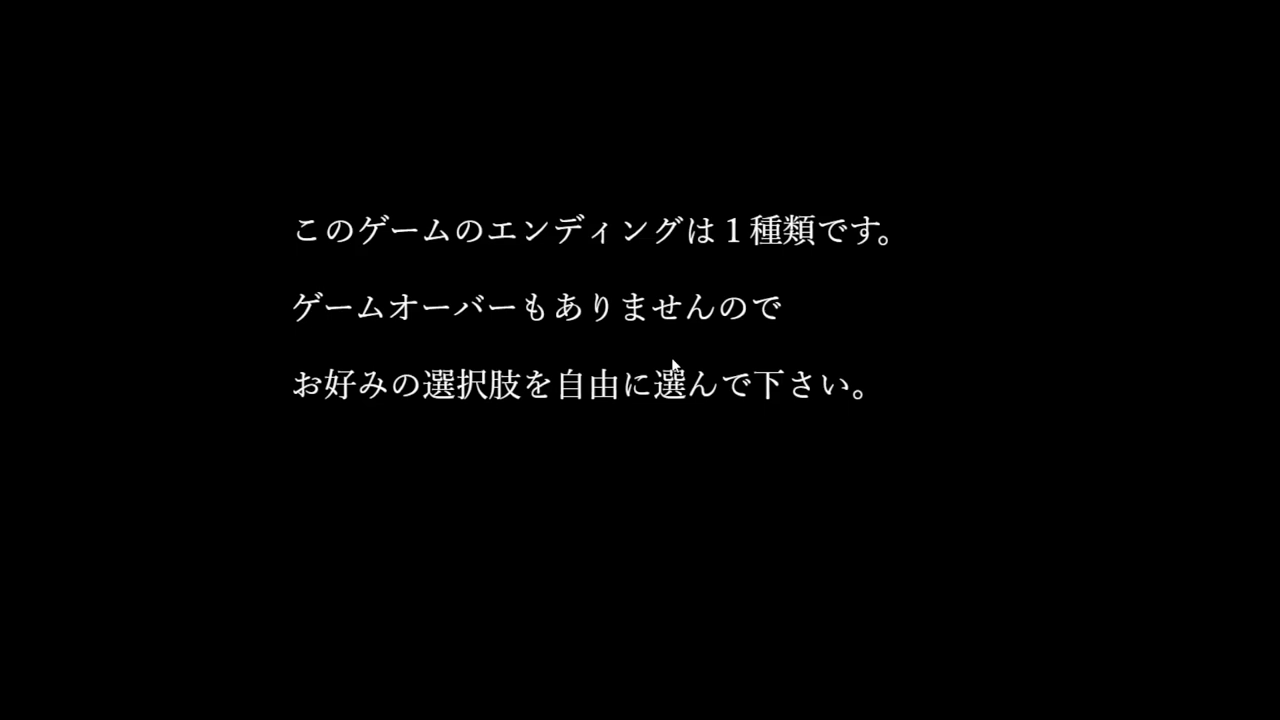 このゲームのエンディングは１種類です。
ゲームオーバーもありませんので
お好みの選択肢を自由に選んで下さい。